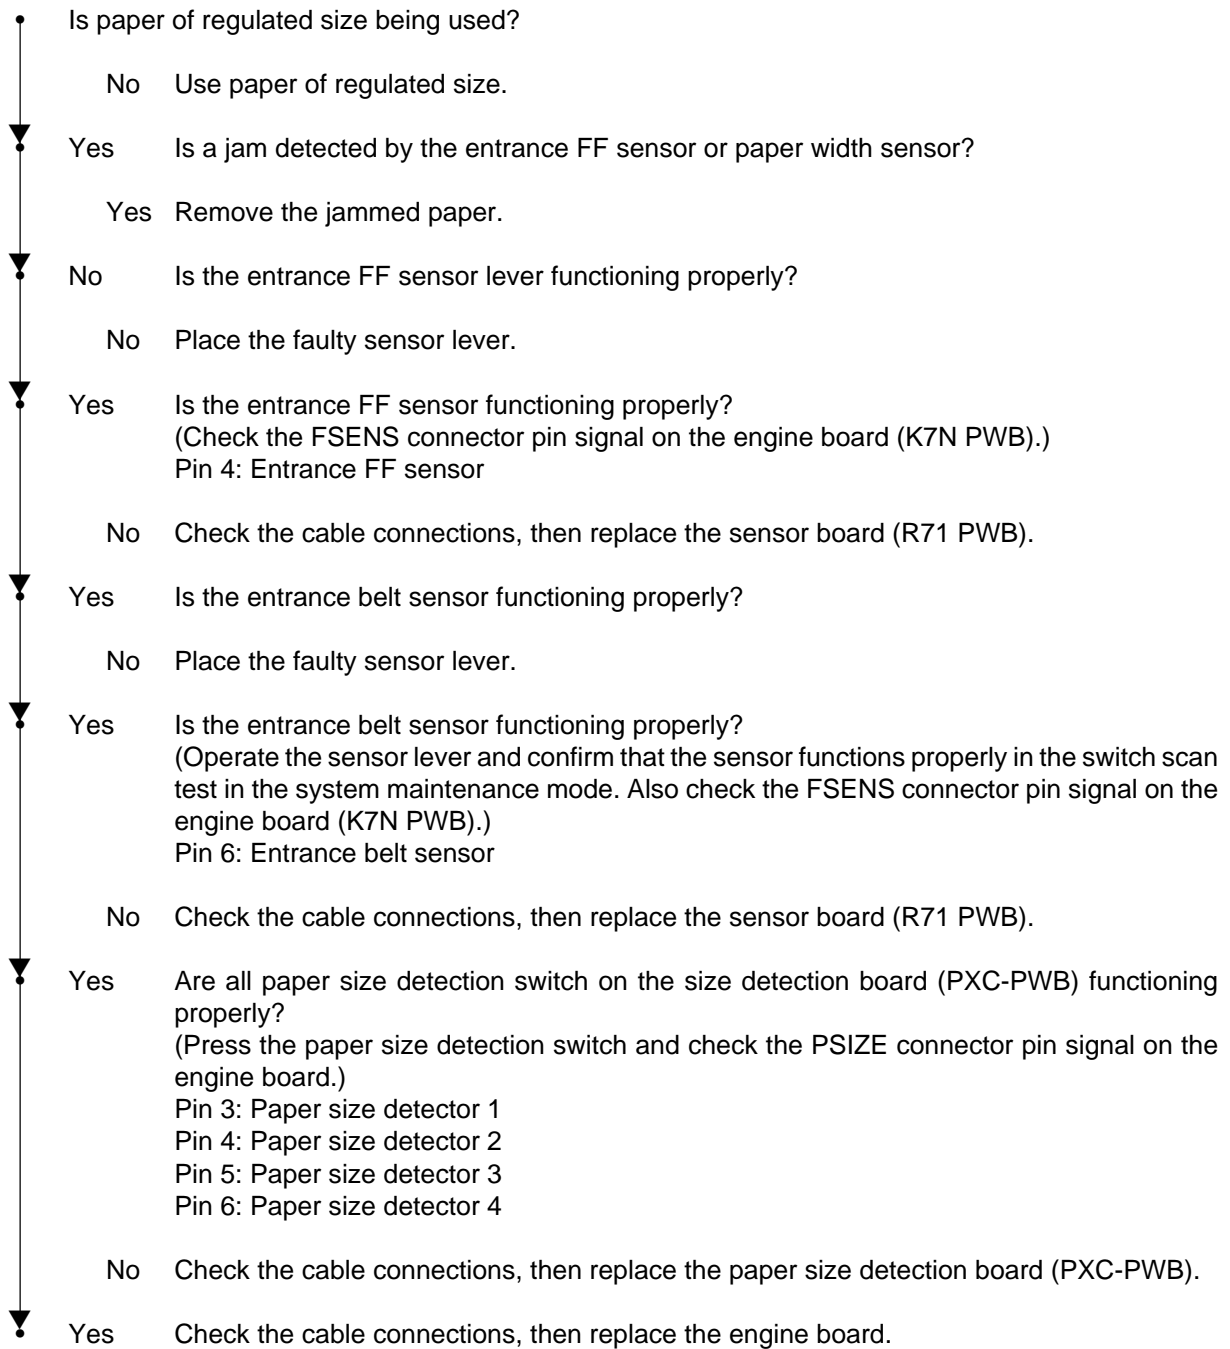 Is paper of regulated size being used?
No Use paper of regulated size.
Yes Is a jam detected by the entrance FF sensor or paper width sensor?
Yes Remove the jammed paper.
No Is the entrance FF sensor lever functioning properly?
No Place the faulty sensor lever.
Yes Is the entrance FF sensor functioning properly?
(Check the FSENS connector pin signal on the engine board (K7N PWB).)
Pin 4: Entrance FF sensor
No Check the cable connections, then replace the sensor board (R71 PWB).
Yes Is the entrance belt sensor functioning properly?
No Place the faulty sensor lever.
Yes Is the entrance belt sensor functioning properly?
(Operate the sensor lever and confirm that the sensor functions properly in the switch scan
test in the system maintenance mode. Also check the FSENS connector pin signal on the
engine board (K7N PWB).)
Pin 6: Entrance belt sensor
No Check the cable connections, then replace the sensor board (R71 PWB).
Yes Are all paper size detection switch on the size detection board (PXC-PWB) functioning
properly?
(Press the paper size detection switch and check the PSIZE connector pin signal on the
engine board.)
Pin 3: Paper size detector 1
Pin 4: Paper size detector 2
Pin 5: Paper size detector 3
Pin 6: Paper size detector 4
No Check the cable connections, then replace the paper size detection board (PXC-PWB).
Yes Check the cable connections, then replace the engine board.